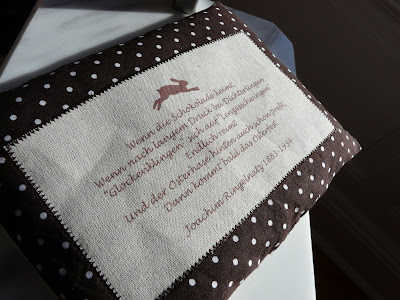 Wenn die Schokolade keimt,
Wenn nach langem Druck bei Dichterlingen
"Glockenklingen" sich auf "Lenzesschwingen"
Endlich reimt
Und der Osterhase hinten auch schon preßt,
Dann kommt bald das Osterfest
Joachim Ringelnatz 1883-1934